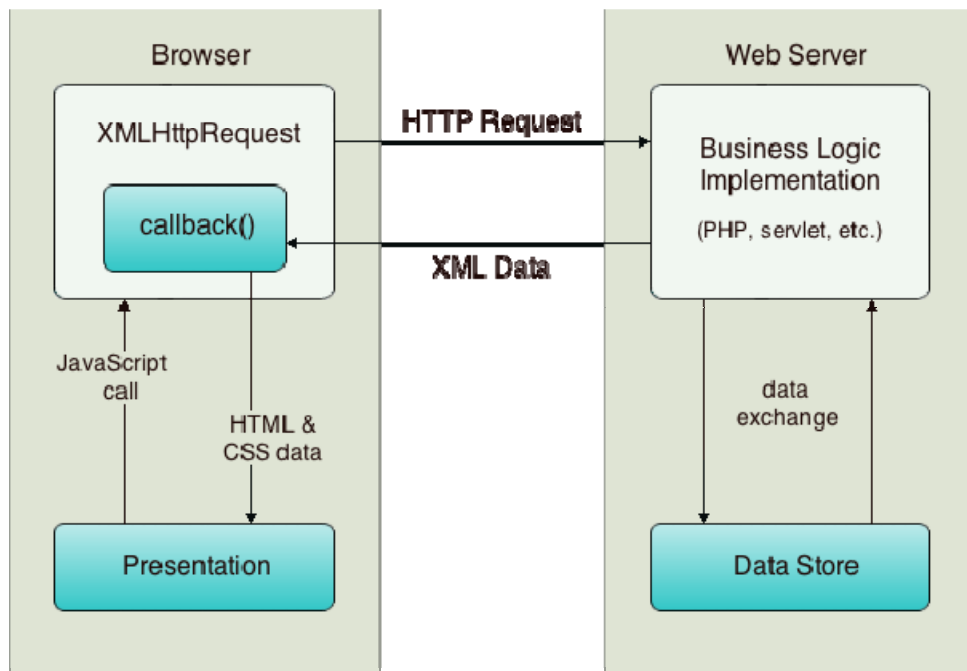 Browser
Web Server
XMLHttpRequest
HTTP Request
Business Logic
Implementation
(PHP, servlet, etc.)
callback()
XML Data
JavaScript
call
HTML &
CSS data
data
exchange
Presentation
Data Store